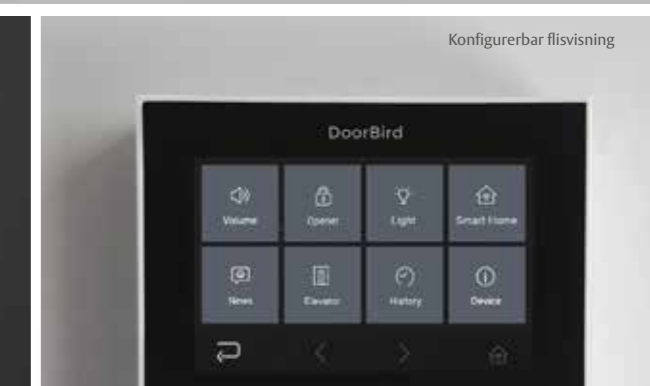 Konfigurerbar flisvisning
DoorBird
Volume
Opener
Light
Smart Home
News
Elevator
History
Device